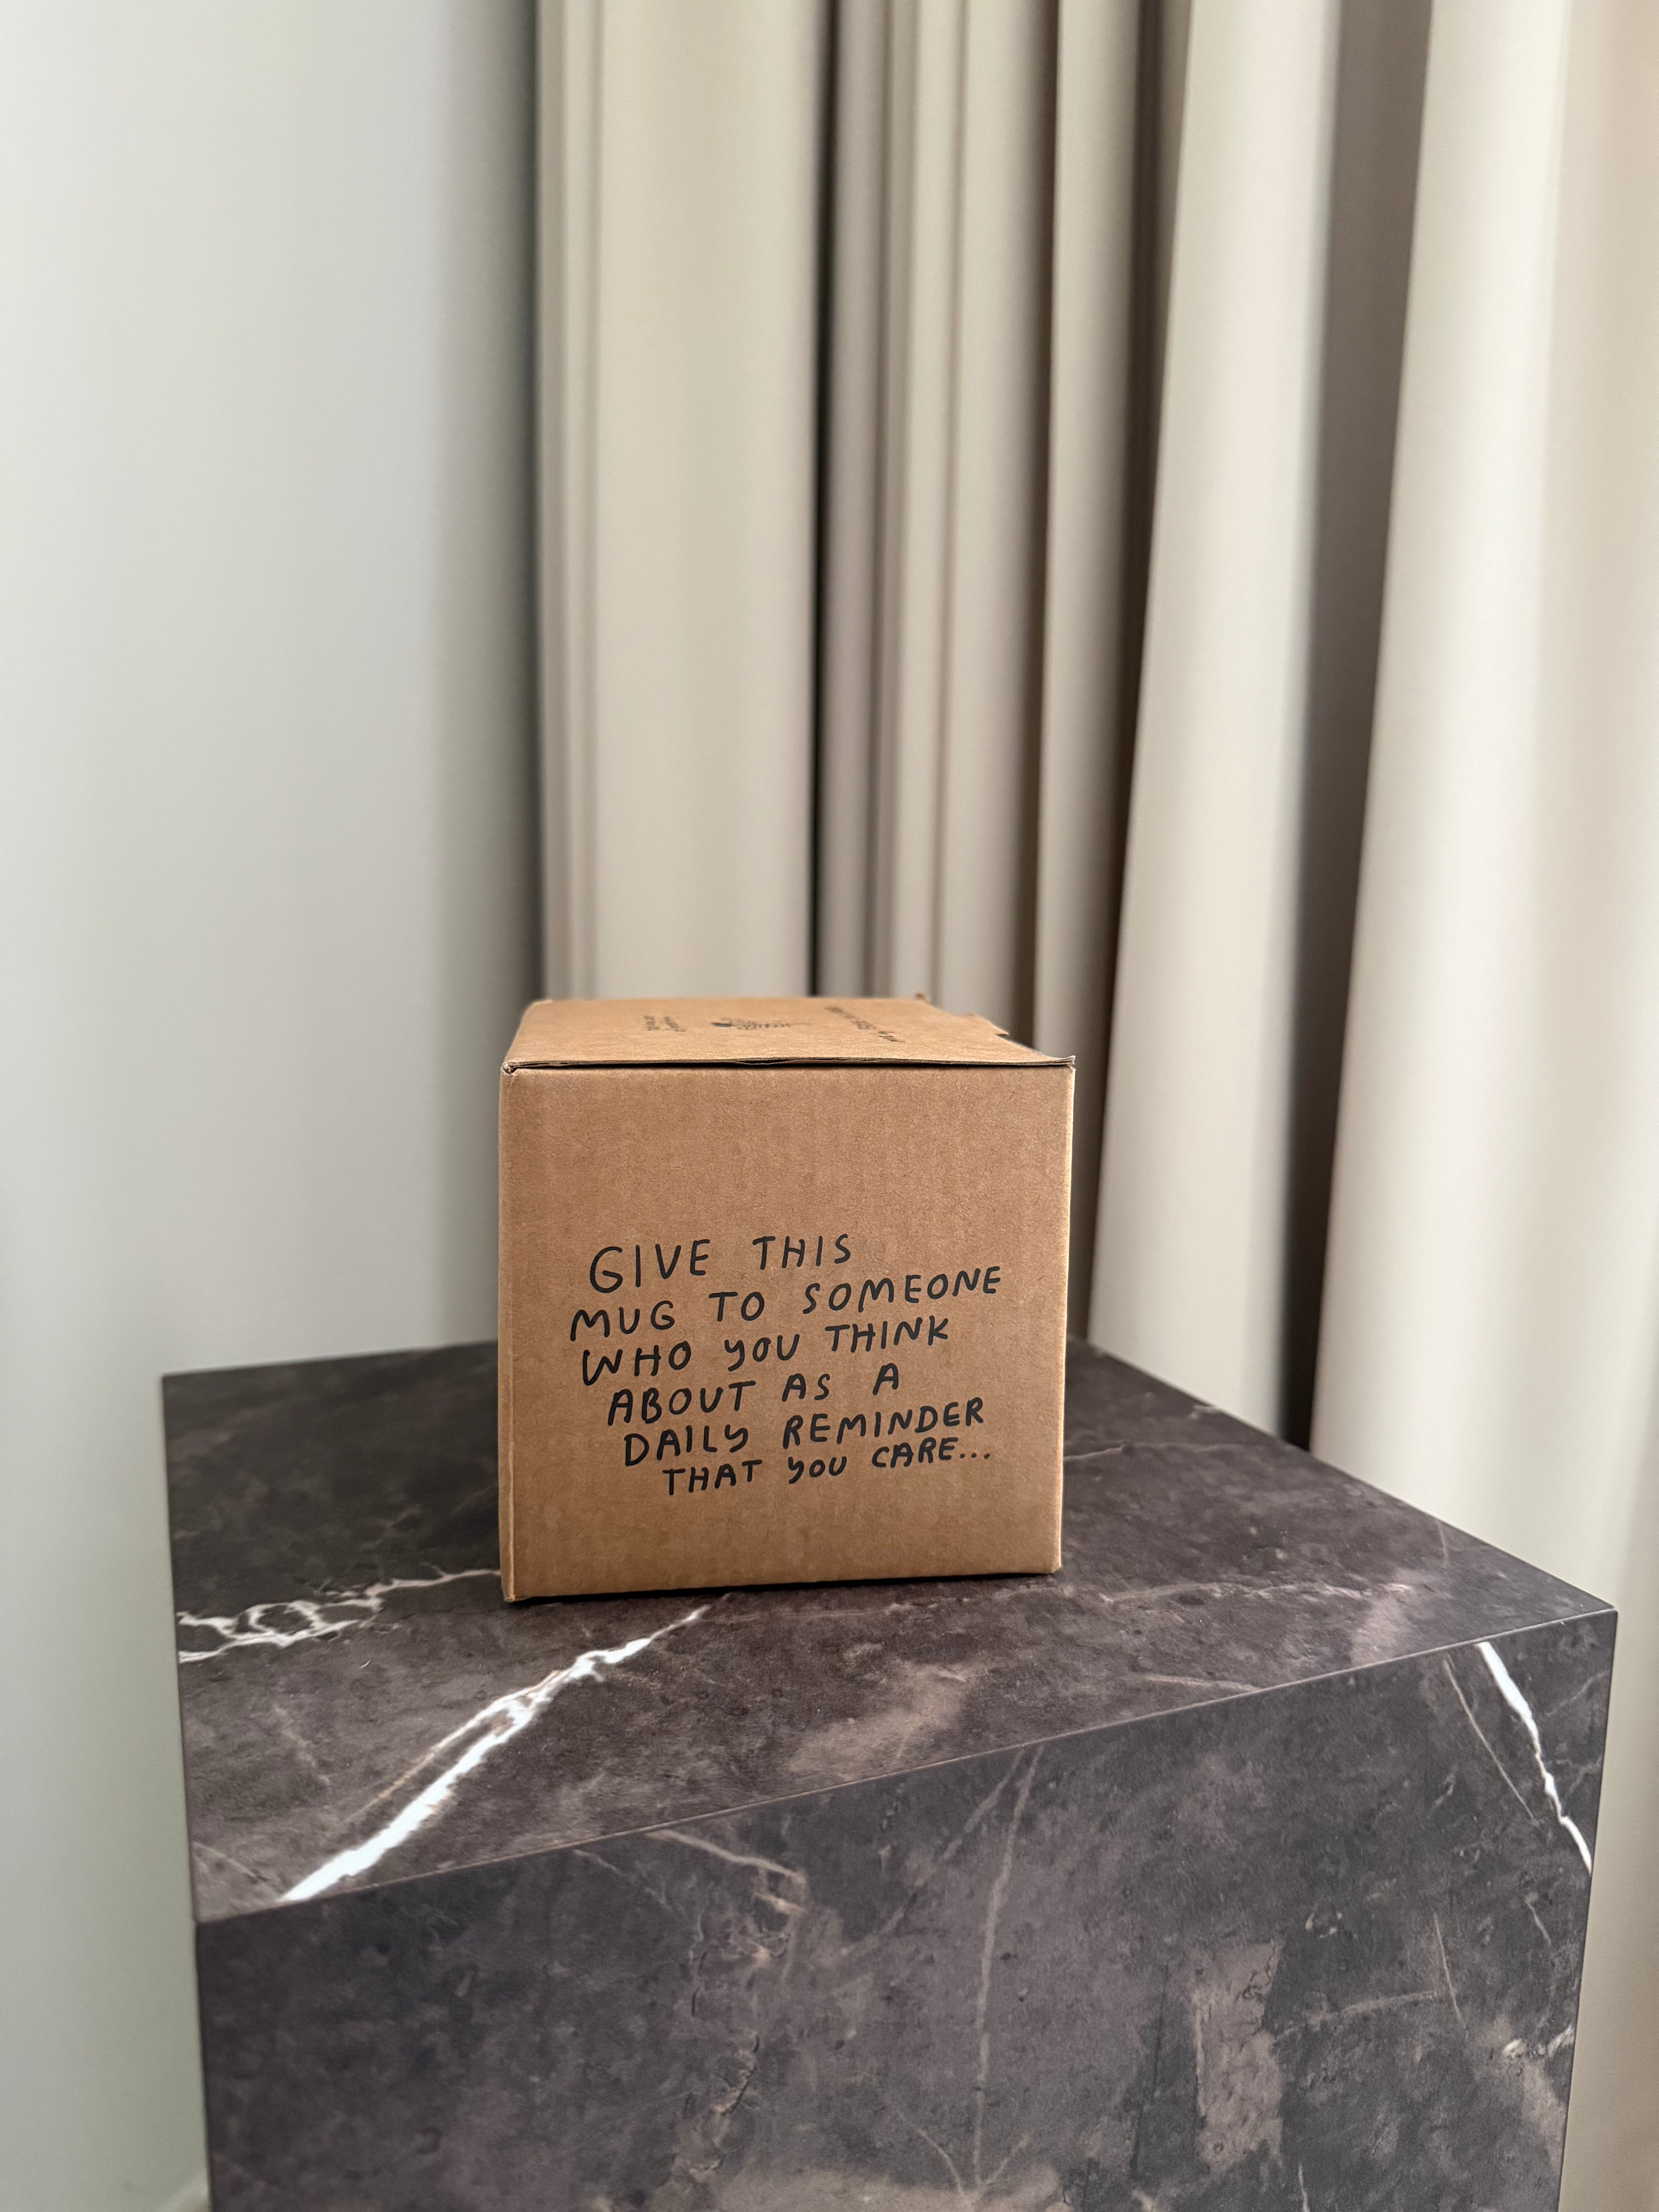 GIVE THIS
MUG TO SOMEONE
WHO YOU THINK
ABOUT AS A
DAILY REMINDER
THAT YOU CARE...